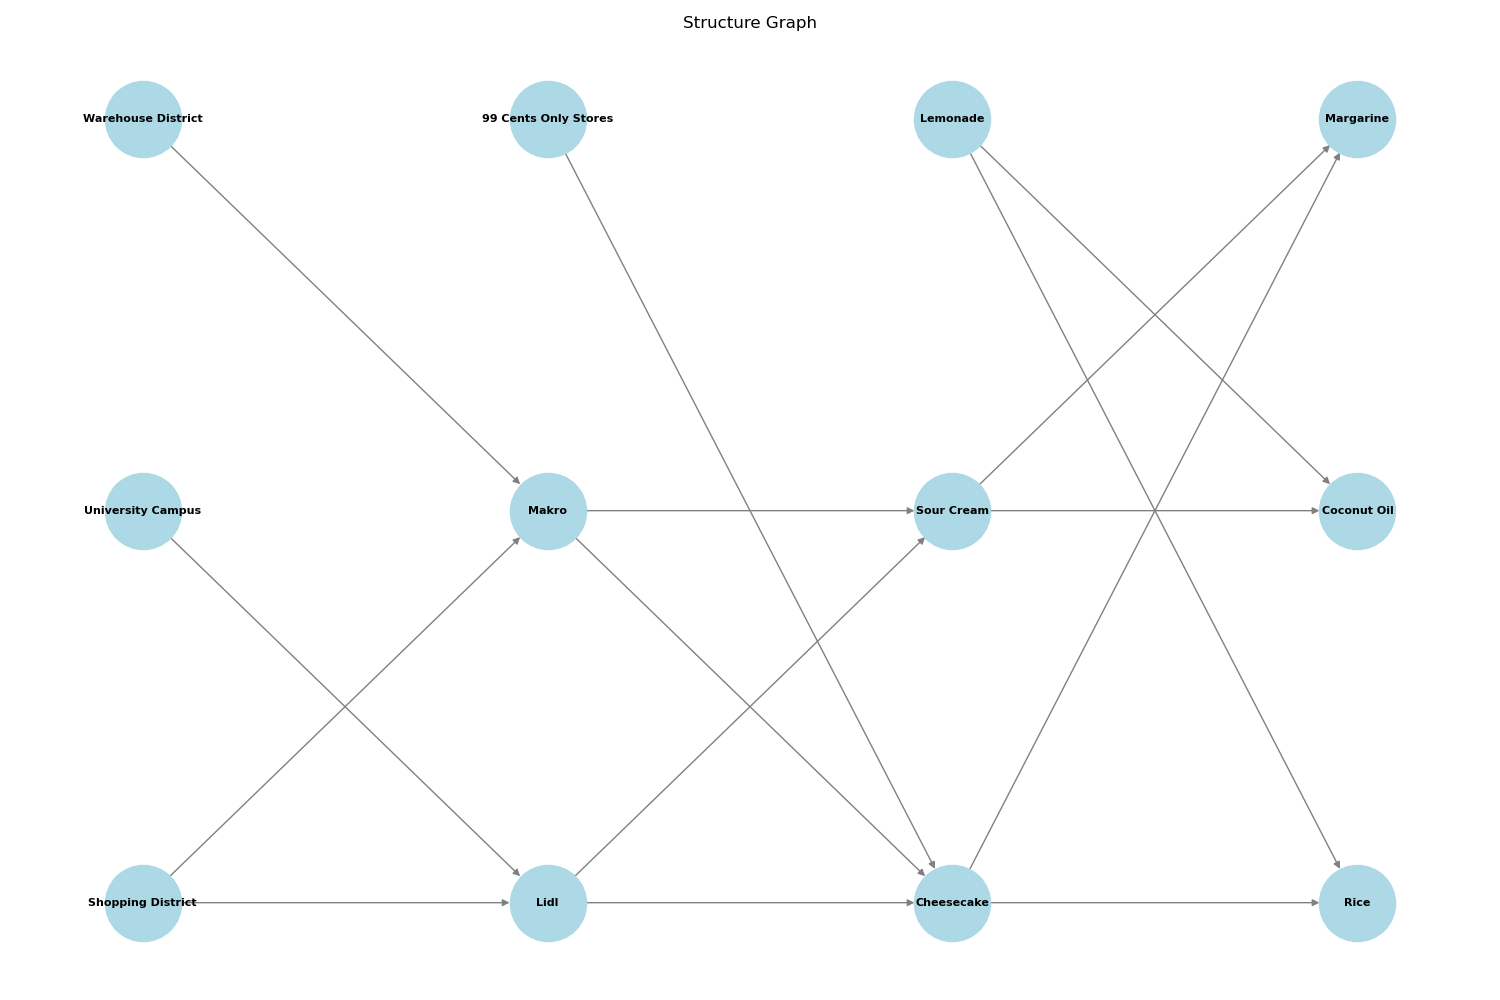 Structure Graph
Warehouse District
99 Cents Only Stores
Lemonade
Margarine
University Campus
Makro
Sour Cream
Coconut Oil
Shopping District
Lidl
Cheesecake
Rice